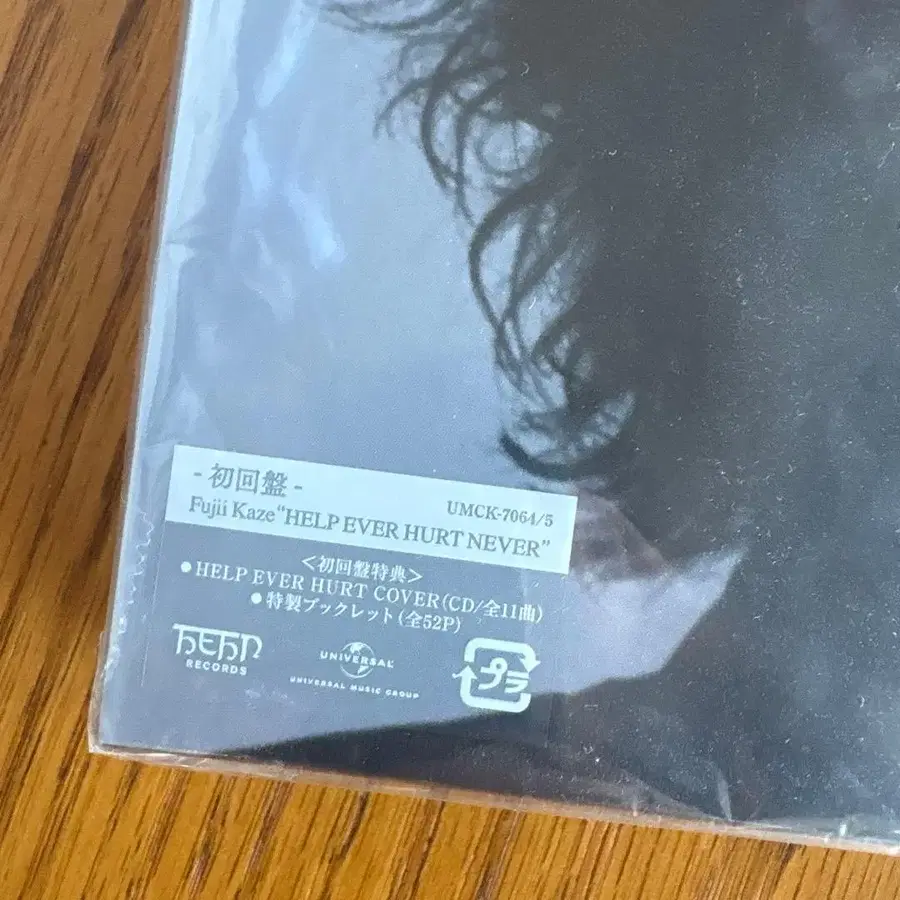 - 初回盤 -
Fujii Kaze “HELP EVER HURT NEVER”
UMCK-7064/5
<初回盤特典>
● HELP EVER HURT COVER (CD/全11曲)
● 特製ブックレット (全52P)
HEHN
RECORDS
UNIVERSAL
UNIVERSAL MUSIC GROUP
プラ